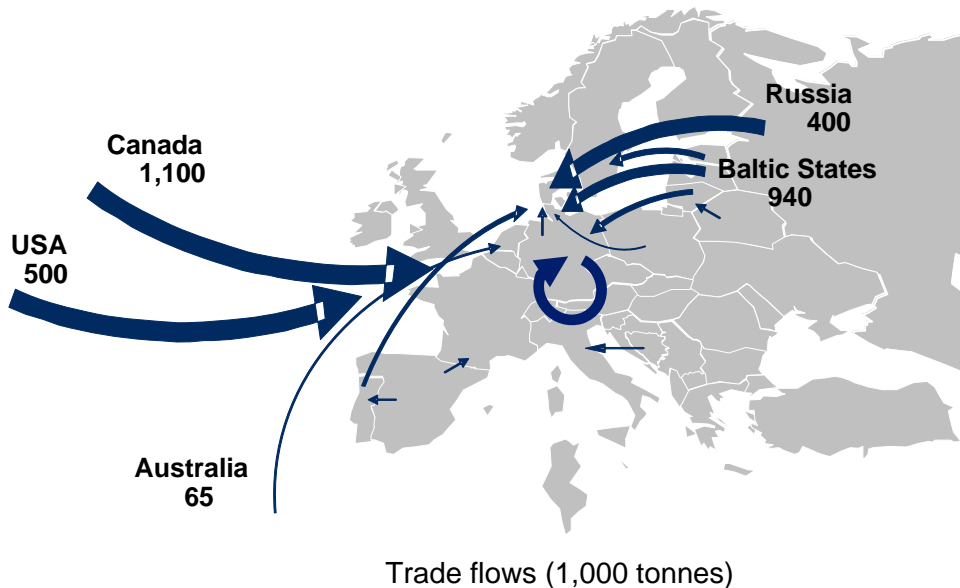 Russia
400
Canada
1,100
Baltic States
940
USA
500
Australia
65
Trade flows (1,000 tonnes)